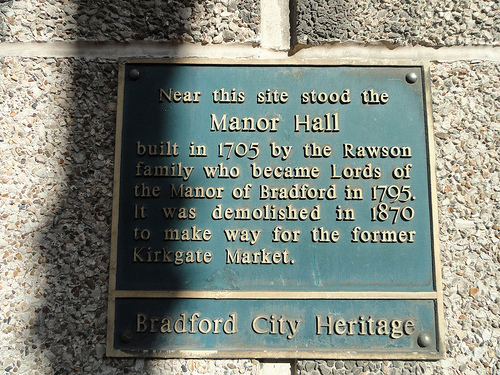 Near this site stood the
Manor Hall
built in 1705 by the Rawson
family who became Lords of
the Manor of Bradford in 1795.
It was demolished in 1870
to make way for the former
Kirkgate Market.
Bradford City Heritage